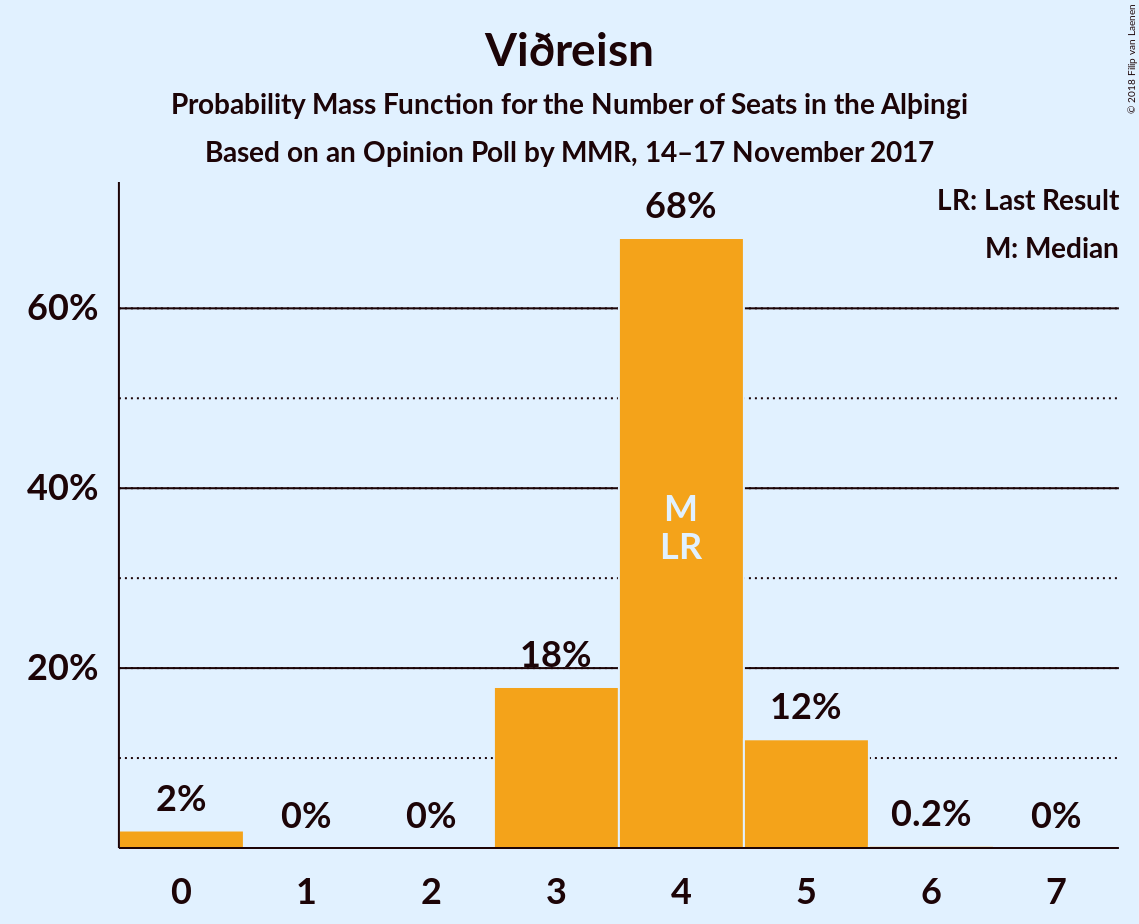 Viðreisn
Probability Mass Function for the Number of Seats in the Alþingi
Based on an Opinion Poll by MMR, 14–17 November 2017
© 2018 Filip van Laenen
LR: Last Result
M: Median
60%
40%
20%
2%
0%
0%
18%
68%
M
LR
12%
0.2%
0%
0 1 2 3 4 5 6 7